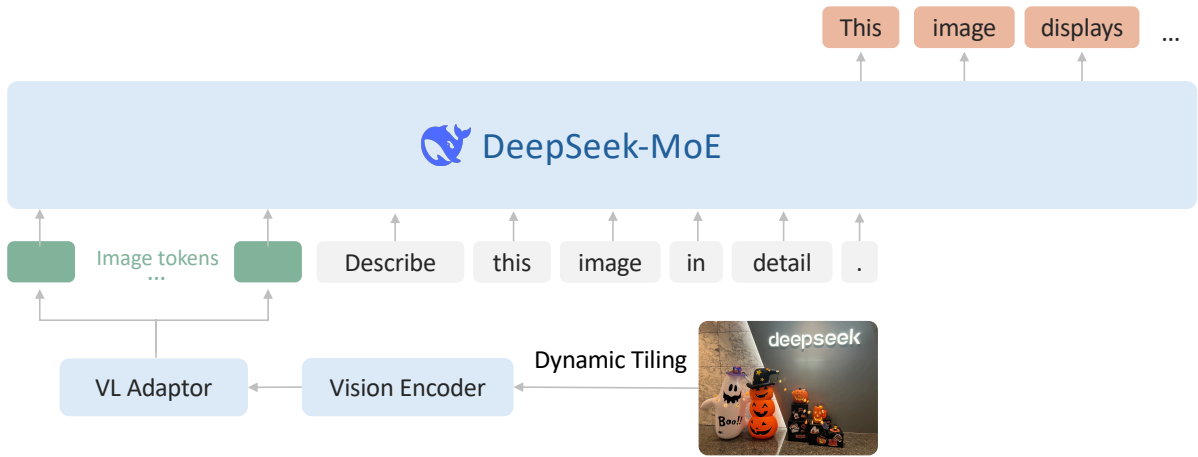 This image displays ...
DeepSeek-MoE
Image tokens
...
Describe this image in detail .
deepseek
Dynamic Tiling
VL Adaptor
Vision Encoder
Boo!!